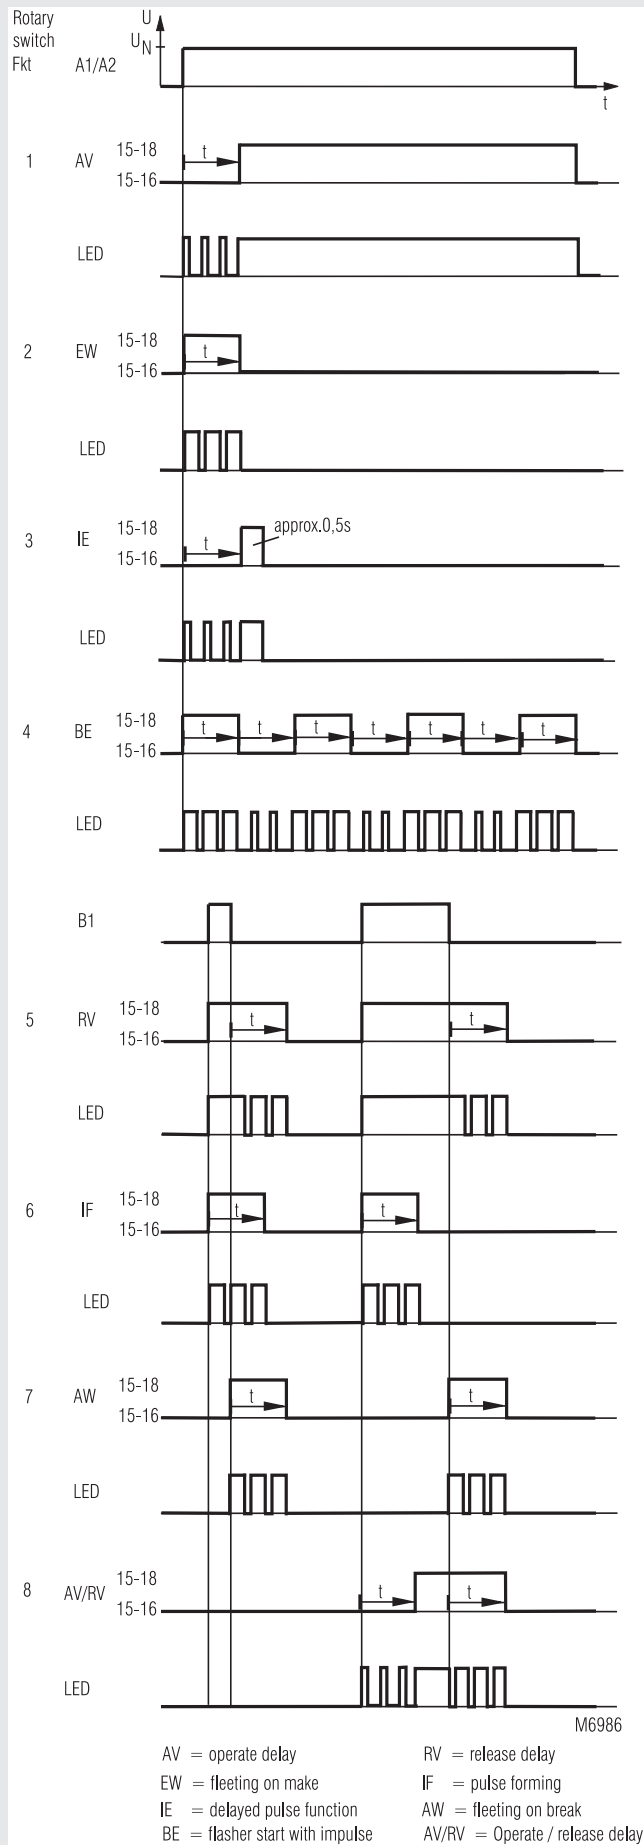 Rotary
switch
Fkt A1/A2
U
UN
t
1 AV 15-18
15-16
t
LED
2 EW 15-18
15-16
t
LED
3 IE 15-18
15-16
t
approx.0,5s
LED
4 BE 15-18
15-16
t t t t t t t
LED
B1
5 RV 15-18
15-16
t t
LED
6 IF 15-18
15-16
t t
LED
7 AW 15-18
15-16
t t
LED
8 AV/RV 15-18
15-16
t t
LED
M6986
AV = operate delay
EW = fleeting on make
IE = delayed pulse function
BE = flasher start with impulse
RV = release delay
IF = pulse forming
AW = fleeting on break
AV/RV = Operate / release delay